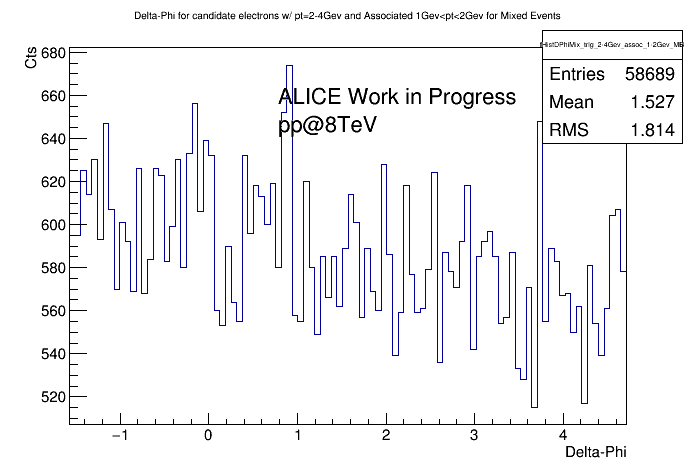 Delta-Phi for candidate electrons w/ pt=2-4Gev and Associated 1Gev<pt<2Gev for Mixed Events
Cts
680
660
640
620
600
580
560
540
520
ALICE Work in Progress
pp@8TeV
HistDPhiMix_trig_2-4Gev_assoc_1-2Gev_MB
Entries 58689
Mean 1.527
RMS 1.814
−1 0 1 2 3 4
Delta-Phi